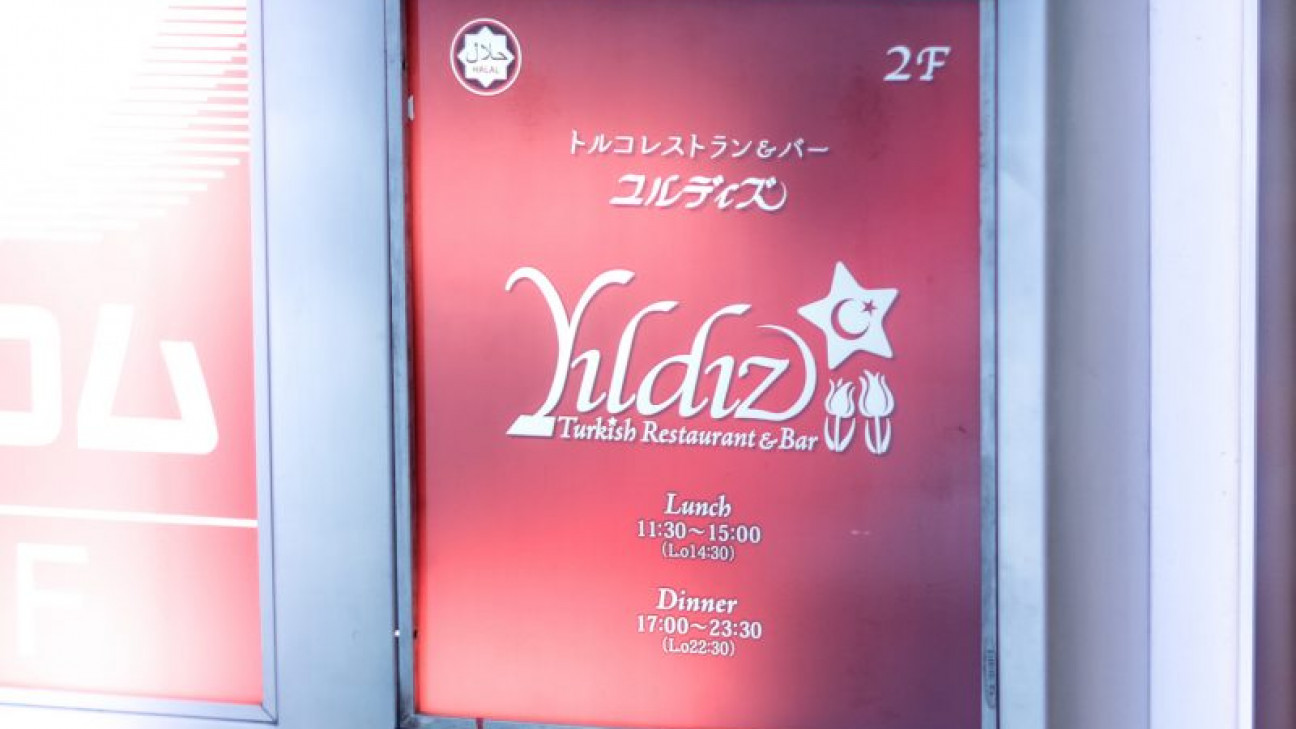 حلال
HALAL
2F
トルコレストラン&バー
ユルディズ
Yıldız
Turkish Restaurant & Bar
Lunch
11:30～15:00
(L.o14:30)
Dinner
17:00～23:30
(L.o22:30)
F